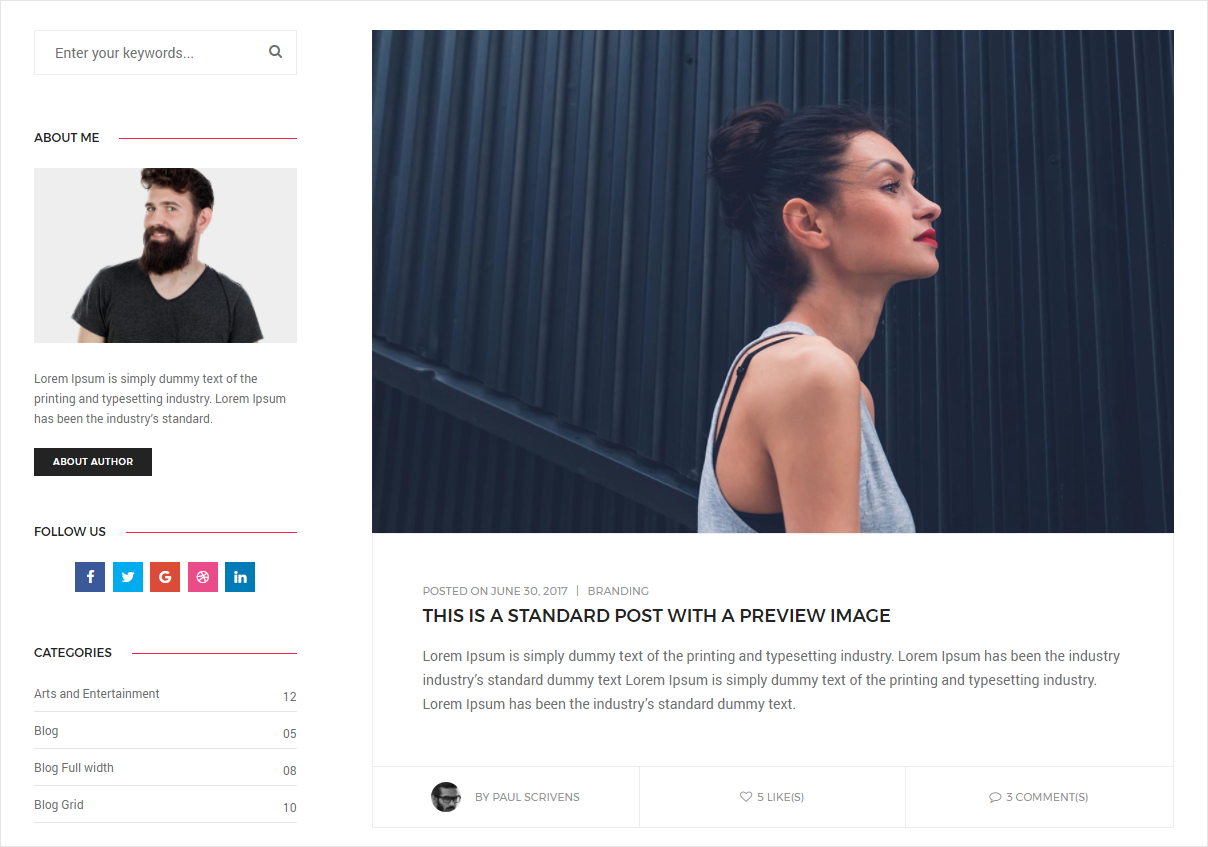 Enter your keywords...
ABOUT ME
Lorem Ipsum is simply dummy text of the
printing and typesetting industry. Lorem Ipsum
has been the industry’s standard.
ABOUT AUTHOR
FOLLOW US
CATEGORIES
Arts and Entertainment 12
Blog 05
Blog Full width 08
Blog Grid 10
POSTED ON JUNE 30, 2017 | BRANDING
THIS IS A STANDARD POST WITH A PREVIEW IMAGE
Lorem Ipsum is simply dummy text of the printing and typesetting industry. Lorem Ipsum has been the industry
industry’s standard dummy text Lorem Ipsum is simply dummy text of the printing and typesetting industry.
Lorem Ipsum has been the industry’s standard dummy text.
BY PAUL SCRIVENS 5 LIKE(S) 3 COMMENT(S)